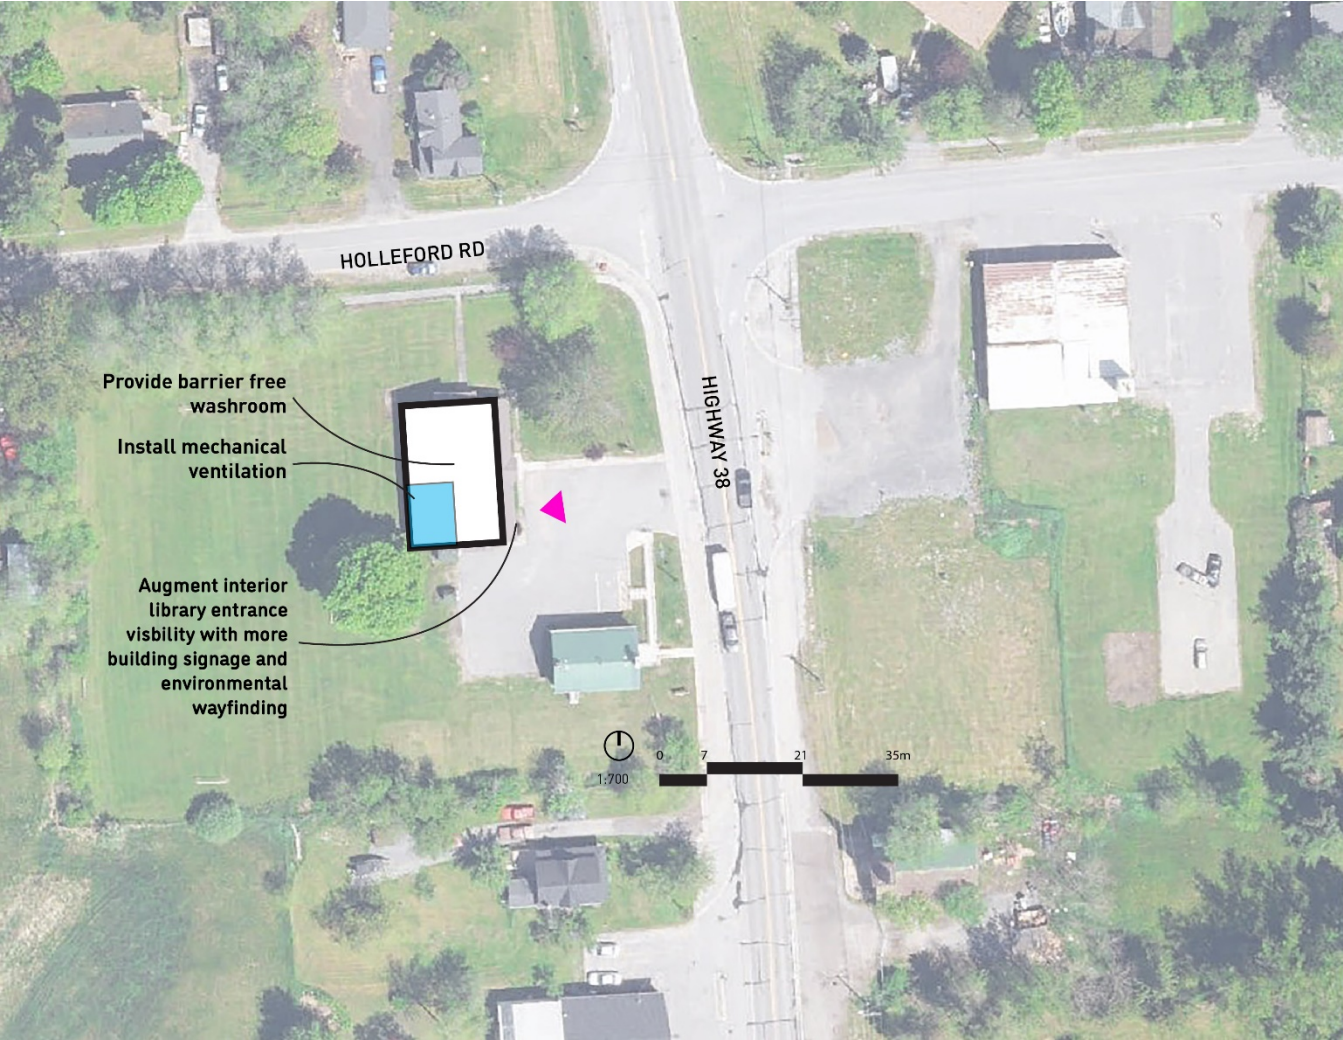 HOLLEFORD RD
Provide barrier free
washroom
HIGHWAY 38
Install mechanical
ventilation
Augment interior
library entrance
visbility with more
building signage and
environmental
wayfinding
0 7 21 35m
1:700